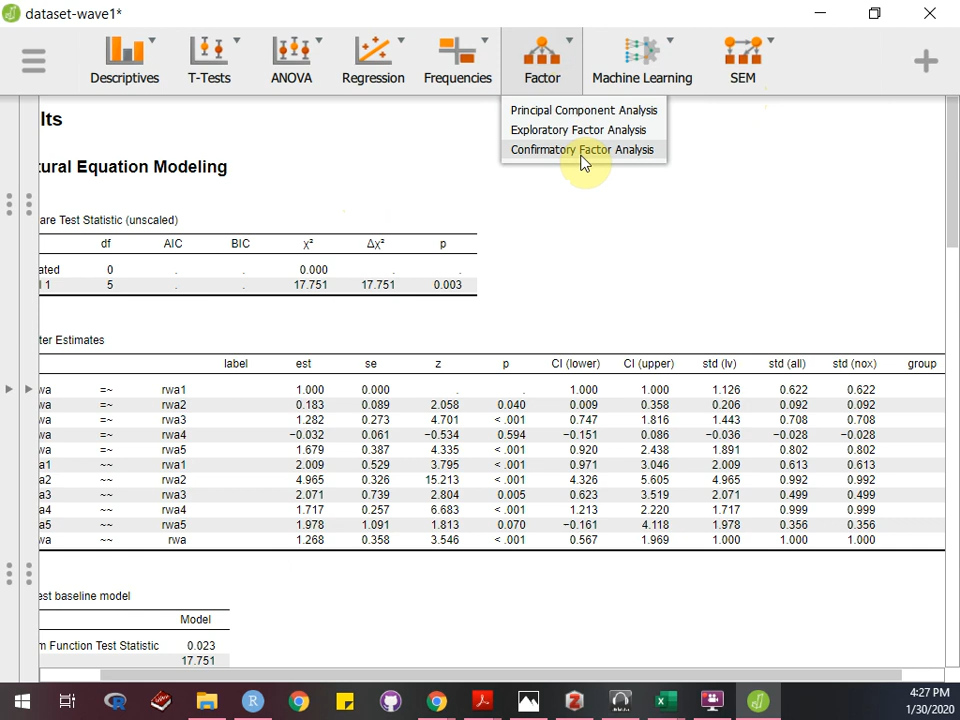 dataset-wave1*
Descriptives T-Tests ANOVA Regression Frequencies Factor Machine Learning SEM
Principal Component Analysis
Exploratory Factor Analysis
Confirmatory Factor Analysis
lts
ural Equation Modeling
are Test Statistic (unscaled)
df AIC BIC χ² Δχ² p
ated 0 . . 0.000 . .
l 1 5 . . 17.751 17.751 0.003
ter Estimates
label est se z p CI (lower) CI (upper) std (lv) std (all) std (nox) group
wa =~ rwa1 1.000 0.000 . . 1.000 1.000 1.126 0.622 0.622
wa =~ rwa2 0.183 0.089 2.058 0.040 0.009 0.358 0.206 0.092 0.092
wa =~ rwa3 1.282 0.273 4.701 < .001 0.747 1.816 1.443 0.708 0.708
wa =~ rwa4 −0.032 0.061 −0.534 0.594 −0.151 0.086 −0.036 −0.028 −0.028
wa =~ rwa5 1.679 0.387 4.335 < .001 0.920 2.438 1.891 0.802 0.802
a1 ~~ rwa1 2.009 0.529 3.795 < .001 0.971 3.046 2.009 0.613 0.613
a2 ~~ rwa2 4.965 0.326 15.213 < .001 4.326 5.605 4.965 0.992 0.992
a3 ~~ rwa3 2.071 0.739 2.804 0.005 0.623 3.519 2.071 0.499 0.499
a4 ~~ rwa4 1.717 0.257 6.683 < .001 1.213 2.220 1.717 0.999 0.999
a5 ~~ rwa5 1.978 1.091 1.813 0.070 −0.161 4.118 1.978 0.356 0.356
wa ~~ rwa 1.268 0.358 3.546 < .001 0.567 1.969 1.000 1.000 1.000
est baseline model
Model
m Function Test Statistic 0.023
17.751
4:27 PM
1/30/2020